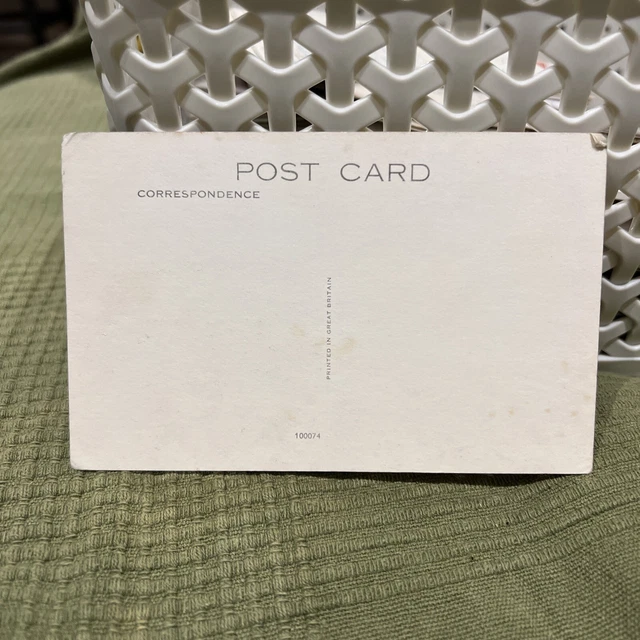 POST CARD
CORRESPONDENCE
PRINTED IN GREAT BRITAIN
100074